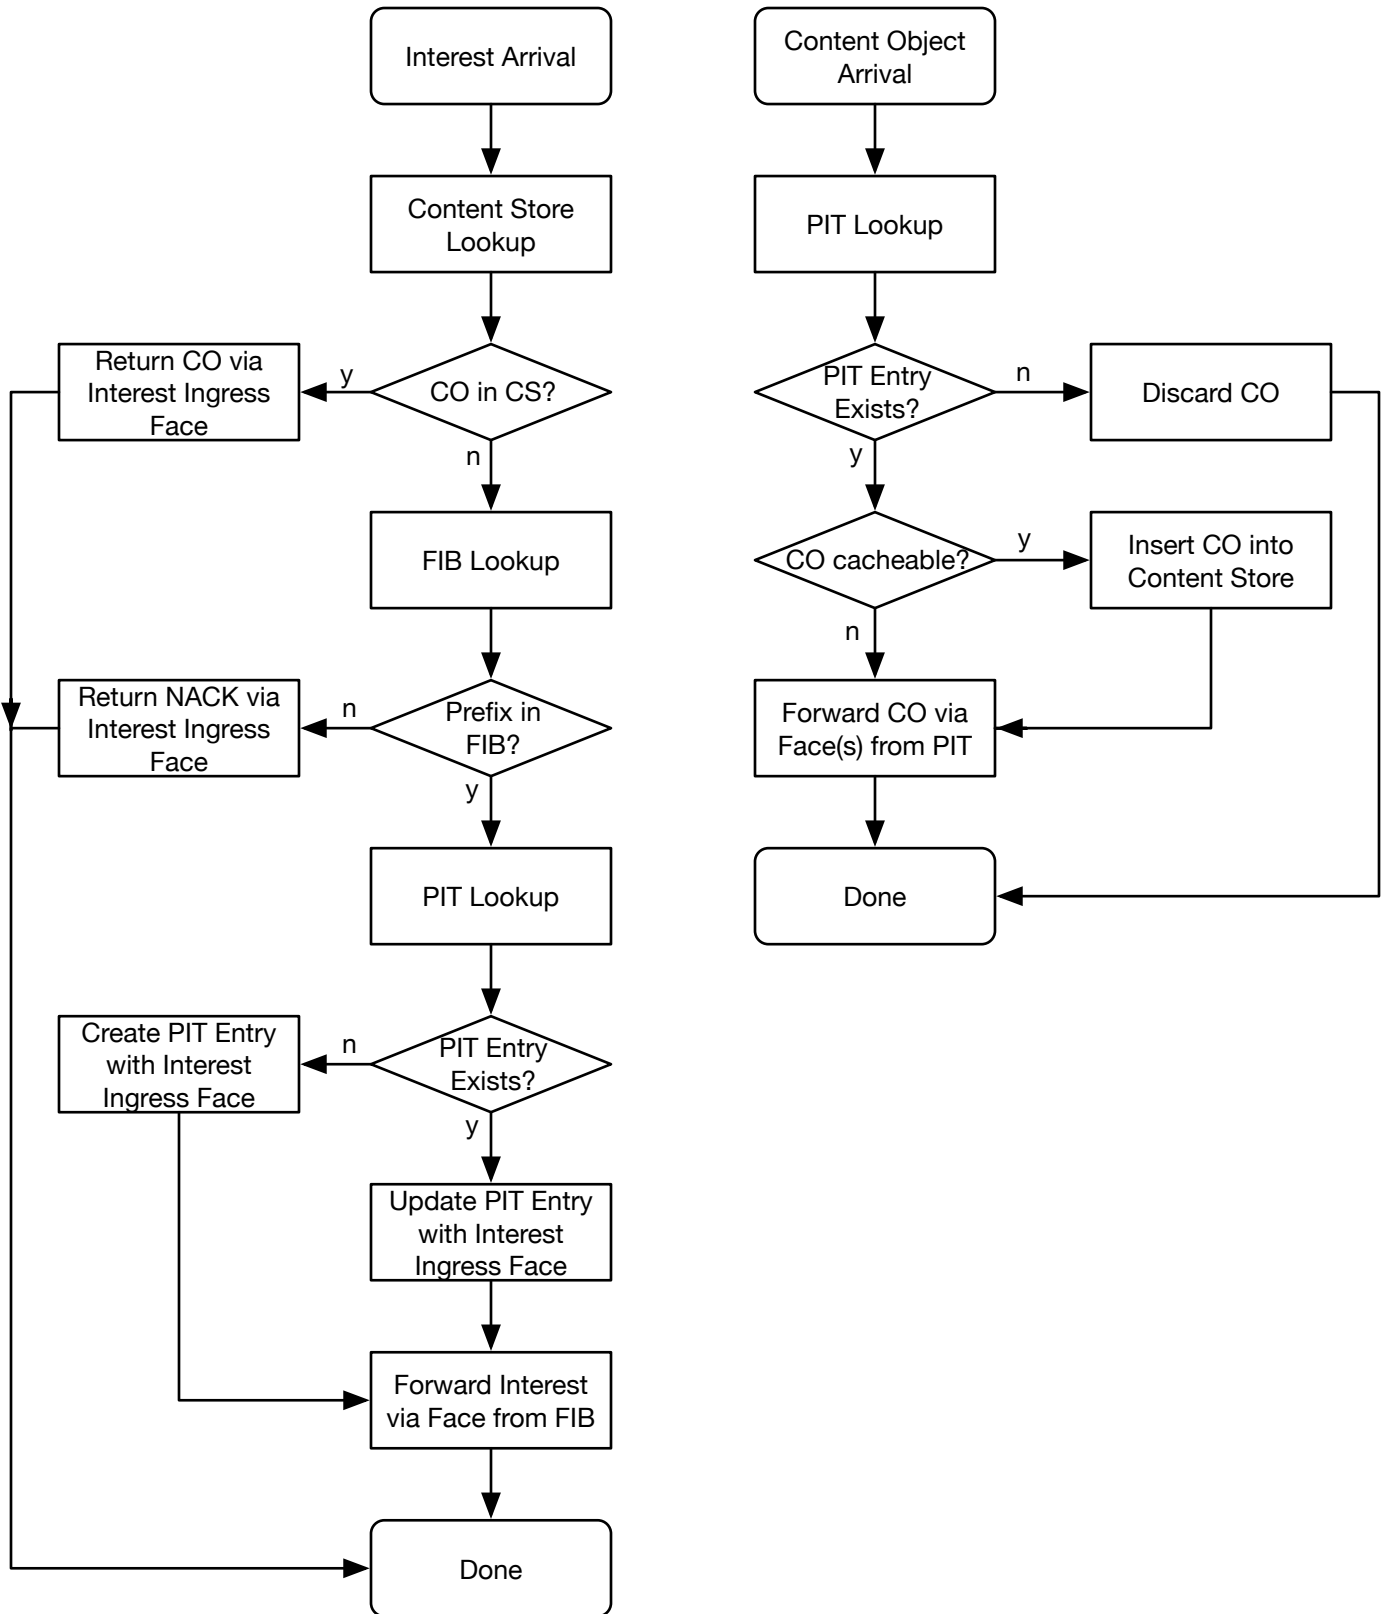 Interest Arrival
Content Store
Lookup
Return CO via
Interest Ingress
Face
y
CO in CS?
n
FIB Lookup
Return NACK via
Interest Ingress
Face
n
Prefix in
FIB?
y
PIT Lookup
Create PIT Entry
with Interest
Ingress Face
n
PIT Entry
Exists?
y
Update PIT Entry
with Interest
Ingress Face
Forward Interest
via Face from FIB
Done
Content Object
Arrival
PIT Lookup
PIT Entry
Exists?
n
Discard CO
y
CO cacheable?
y
Insert CO into
Content Store
n
Forward CO via
Face(s) from PIT
Done